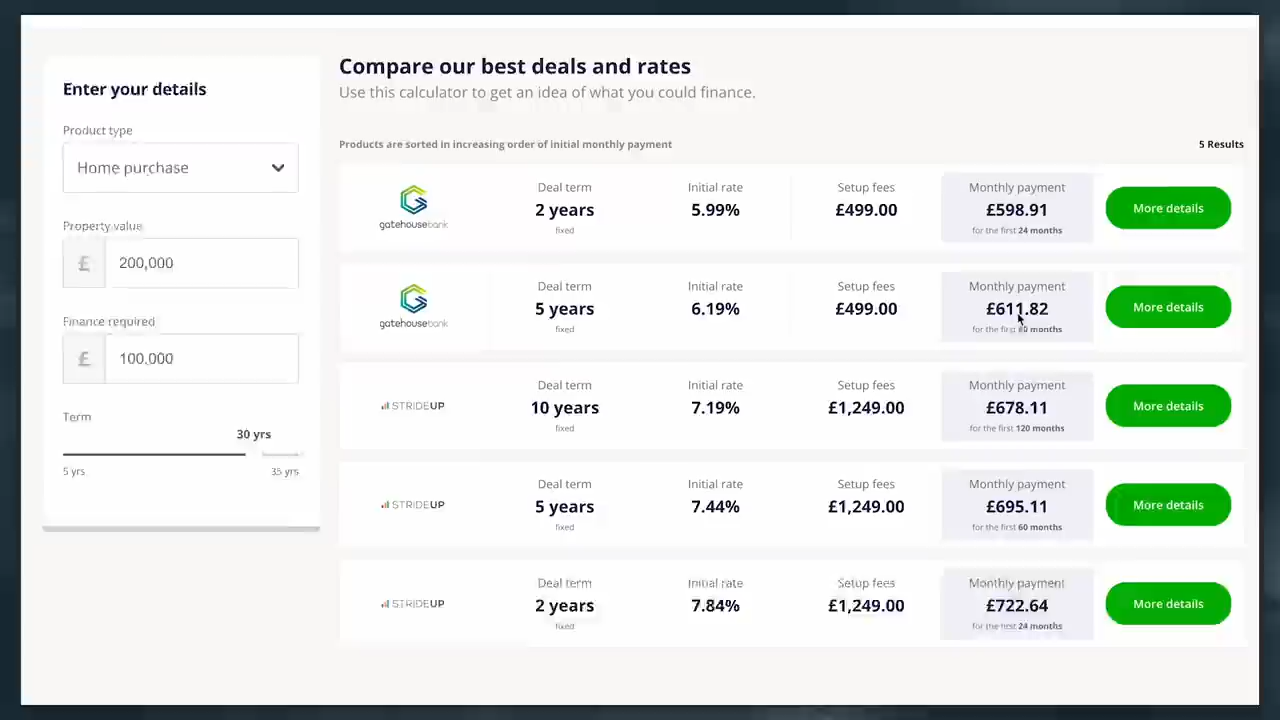 Enter your details
Product type
Home purchase
Property value
£ 200,000
Finance required
£ 100,000
Term
30 yrs
5 yrs 35 yrs
Compare our best deals and rates
Use this calculator to get an idea of what you could finance.
Products are sorted in increasing order of initial monthly payment 5 Results
Deal term Initial rate Setup fees Monthly payment
gatehousebank 2 years 5.99% £499.00 £598.91 More details
fixed for the first 24 months
Deal term Initial rate Setup fees Monthly payment
gatehousebank 5 years 6.19% £499.00 £611.82 More details
fixed for the first 60 months
Deal term Initial rate Setup fees Monthly payment
STRIDEUP 10 years 7.19% £1,249.00 £678.11 More details
fixed for the first 120 months
Deal term Initial rate Setup fees Monthly payment
STRIDEUP 5 years 7.44% £1,249.00 £695.11 More details
fixed for the first 60 months
Deal term Initial rate Setup fees Monthly payment
STRIDEUP 2 years 7.84% £1,249.00 £722.64 More details
fixed for the first 24 months